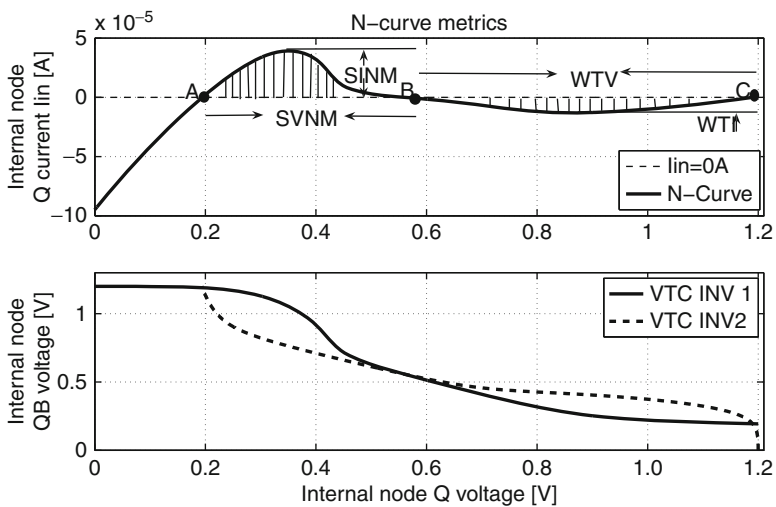 x 10⁻⁵
N−curve metrics
Internal node
Q current Iin [A]
5
0
−5
−10
A
SINM
B
WTV
C
SVNM
WTI
Iin=0A
N−Curve
0
0.2
0.4
0.6
0.8
1
1.2
Internal node
QB voltage [V]
1
0.5
0
VTC INV 1
VTC INV2
0
0.2
0.4
0.6
0.8
1.0
1.2
Internal node Q voltage [V]